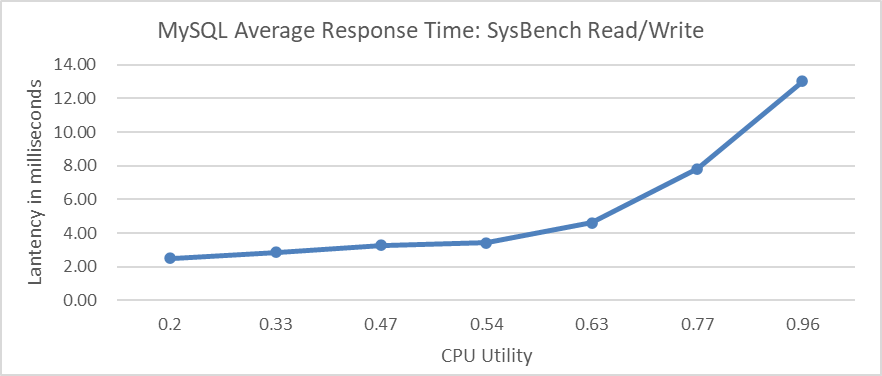 MySQL Average Response Time: SysBench Read/Write
Lantency in milliseconds
14.00
12.00
10.00
8.00
6.00
4.00
2.00
0.00
0.2 0.33 0.47 0.54 0.63 0.77 0.96
CPU Utility